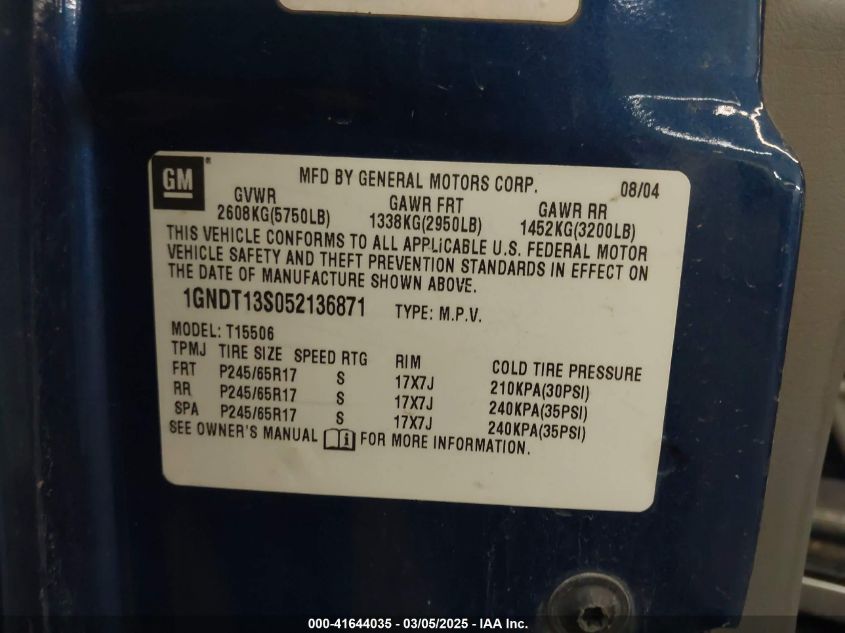 GM
MFD BY GENERAL MOTORS CORP. 08/04
GVWR GAWR FRT GAWR RR
2608KG(5750LB) 1338KG(2950LB) 1452KG(3200LB)
THIS VEHICLE CONFORMS TO ALL APPLICABLE U.S. FEDERAL MOTOR
VEHICLE SAFETY AND THEFT PREVENTION STANDARDS IN EFFECT ON
THE DATE OF MANUFACTURE SHOWN ABOVE.
1GNDT13S052136871 TYPE: M.P.V.
MODEL: T15506
TPMJ TIRE SIZE SPEED RTG RIM COLD TIRE PRESSURE
FRT P245/65R17 S 17X7J 210KPA(30PSI)
RR P245/65R17 S 17X7J 240KPA(35PSI)
SPA P245/65R17 S 17X7J 240KPA(35PSI)
SEE OWNER'S MANUAL i FOR MORE INFORMATION.
000-41644035 - 03/05/2025 - IAA Inc.